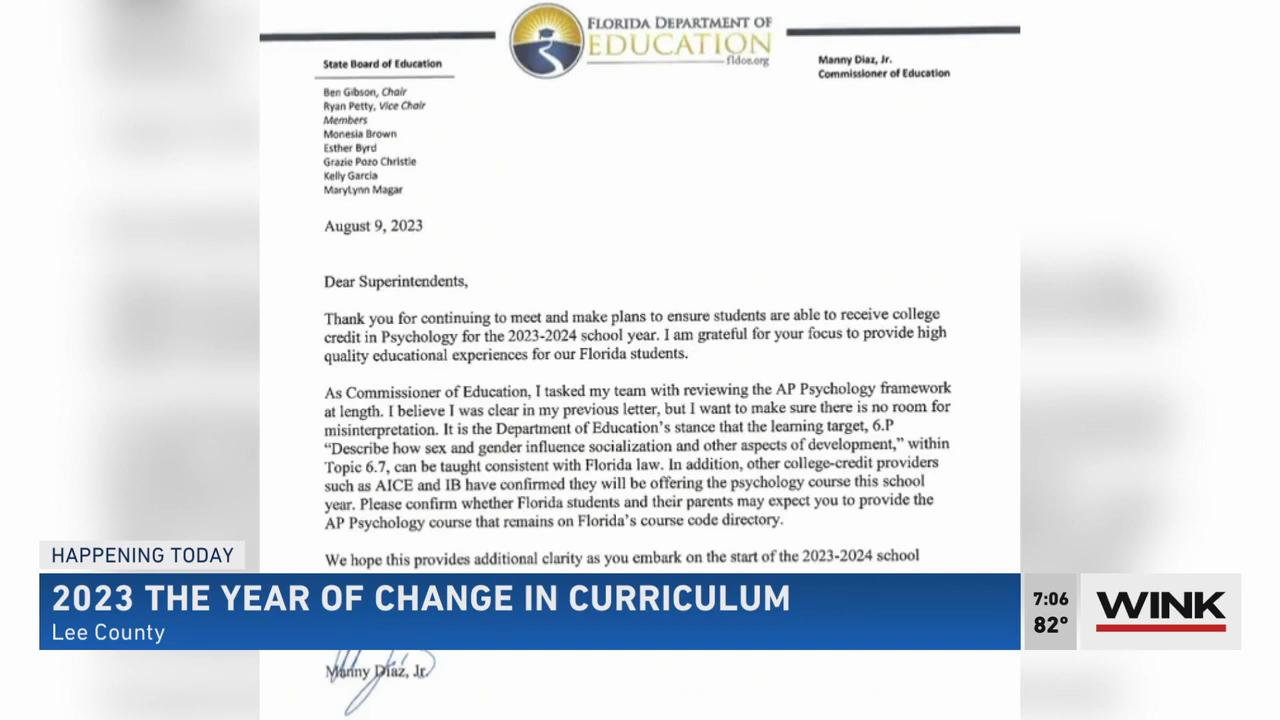 FLORIDA DEPARTMENT OF
EDUCATION
fldoe.org
State Board of Education
Ben Gibson, Chair
Ryan Petty, Vice Chair
Members
Monesia Brown
Esther Byrd
Grazie Pozo Christie
Kelly Garcia
MaryLynn Magar
Manny Diaz, Jr.
Commissioner of Education
August 9, 2023
Dear Superintendents,
Thank you for continuing to meet and make plans to ensure students are able to receive college
credit in Psychology for the 2023-2024 school year. I am grateful for your focus to provide high
quality educational experiences for our Florida students.
As Commissioner of Education, I tasked my team with reviewing the AP Psychology framework
at length. I believe I was clear in my previous letter, but I want to make sure there is no room for
misinterpretation. It is the Department of Education's stance that the learning target, 6.P
“Describe how sex and gender influence socialization and other aspects of development,” within
Topic 6.7, can be taught consistent with Florida law. In addition, other college-credit providers
such as AICE and IB have confirmed they will be offering the psychology course this school
year. Please confirm whether Florida students and their parents may expect you to provide the
AP Psychology course that remains on Florida's course code directory.
We hope this provides additional clarity as you embark on the start of the 2023-2024 school
HAPPENING TODAY
2023 THE YEAR OF CHANGE IN CURRICULUM
Lee County
7:06
82°
WINK
Manny Diaz, Jr.